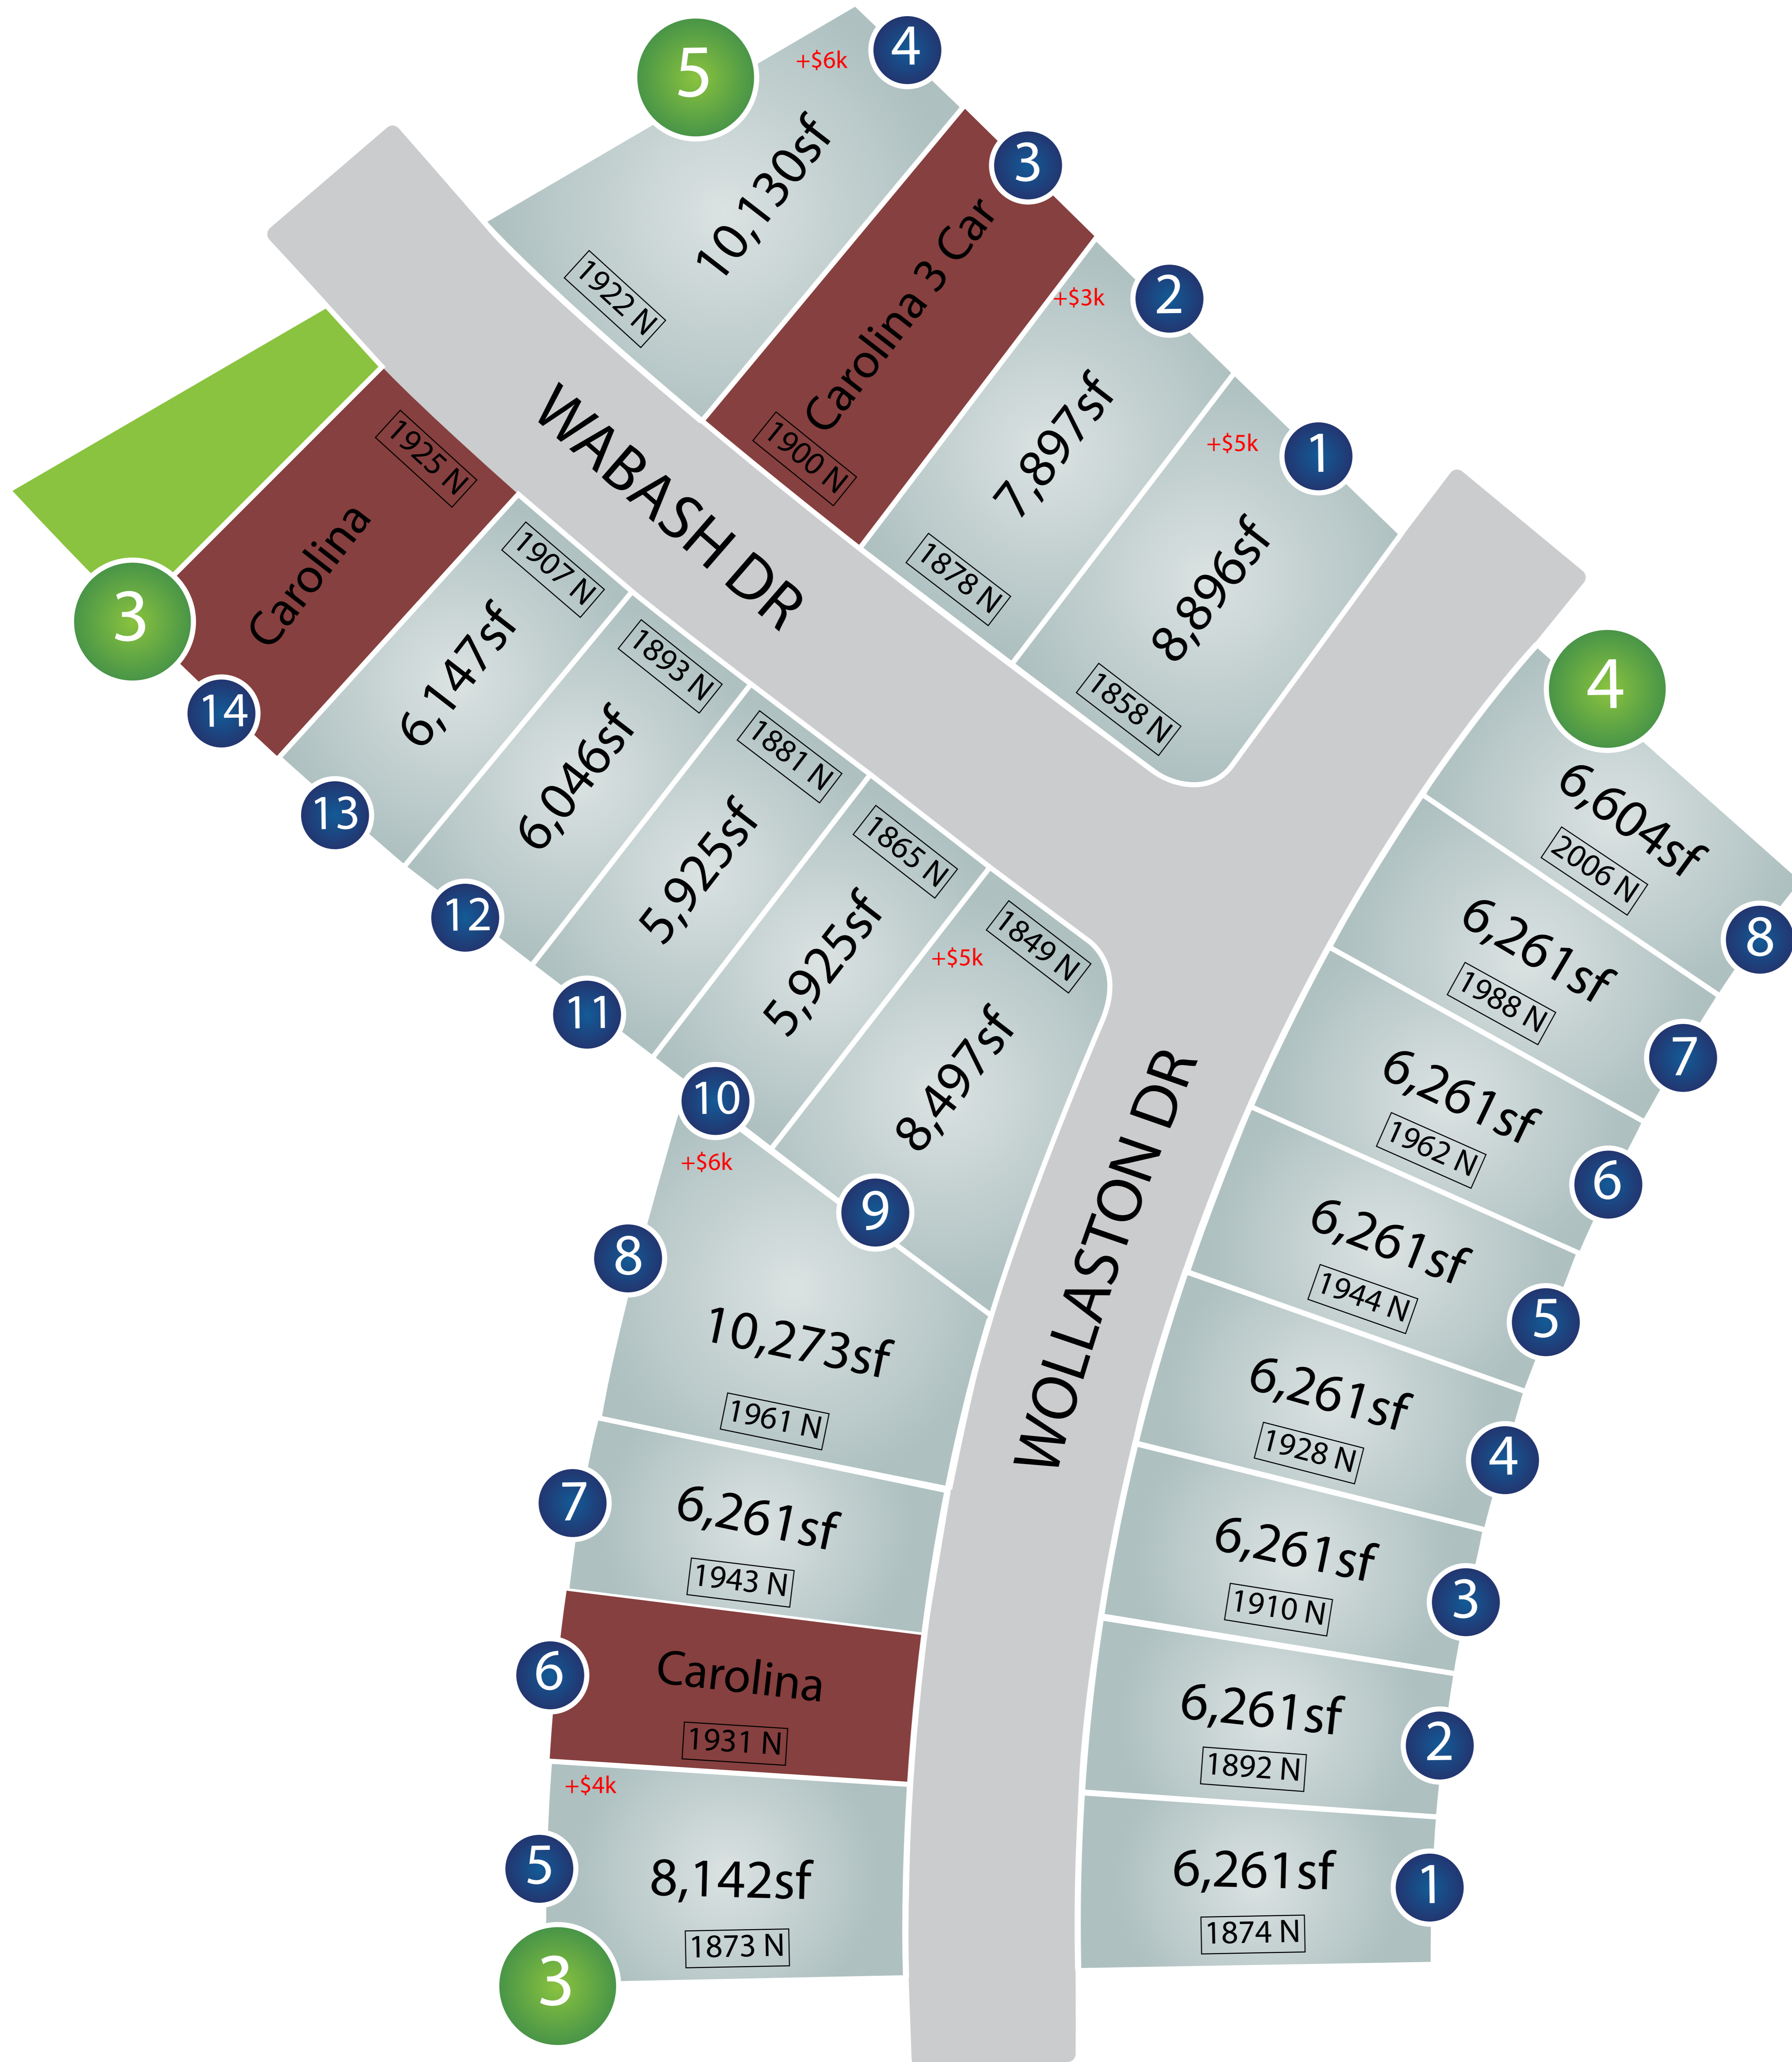 5
+$6k
4
10,130sf
1922 N
3
Carolina 3 Car
1900 N
+$3k
2
7,897sf
1878 N
+$5k
1
8,896sf
1858 N
WABASH DR
1925 N
Carolina
3
14
1907 N
6,147sf
13
1893 N
6,046sf
12
1881 N
5,925sf
11
1865 N
5,925sf
10
1849 N
+$5k
8,497sf
9
+$6k
8
10,273sf
1961 N
7
6,261sf
1943 N
6
Carolina
1931 N
+$4k
5
8,142sf
1873 N
3
WOLLASTON DR
4
6,604sf
2006 N
8
6,261sf
1988 N
7
6,261sf
1962 N
6
6,261sf
1944 N
5
6,261sf
1928 N
4
6,261sf
1910 N
3
6,261sf
1892 N
2
6,261sf
1874 N
1